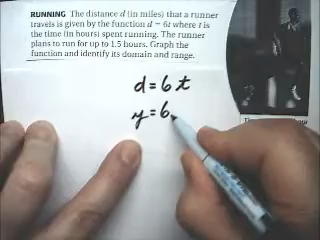 RUNNING The distance d (in miles) that a runner
travels is given by the function d = 6t where t is
the time (in hours) spent running. The runner
plans to run for up to 1.5 hours. Graph the
function and identify its domain and range.
d = 6t
y = 6